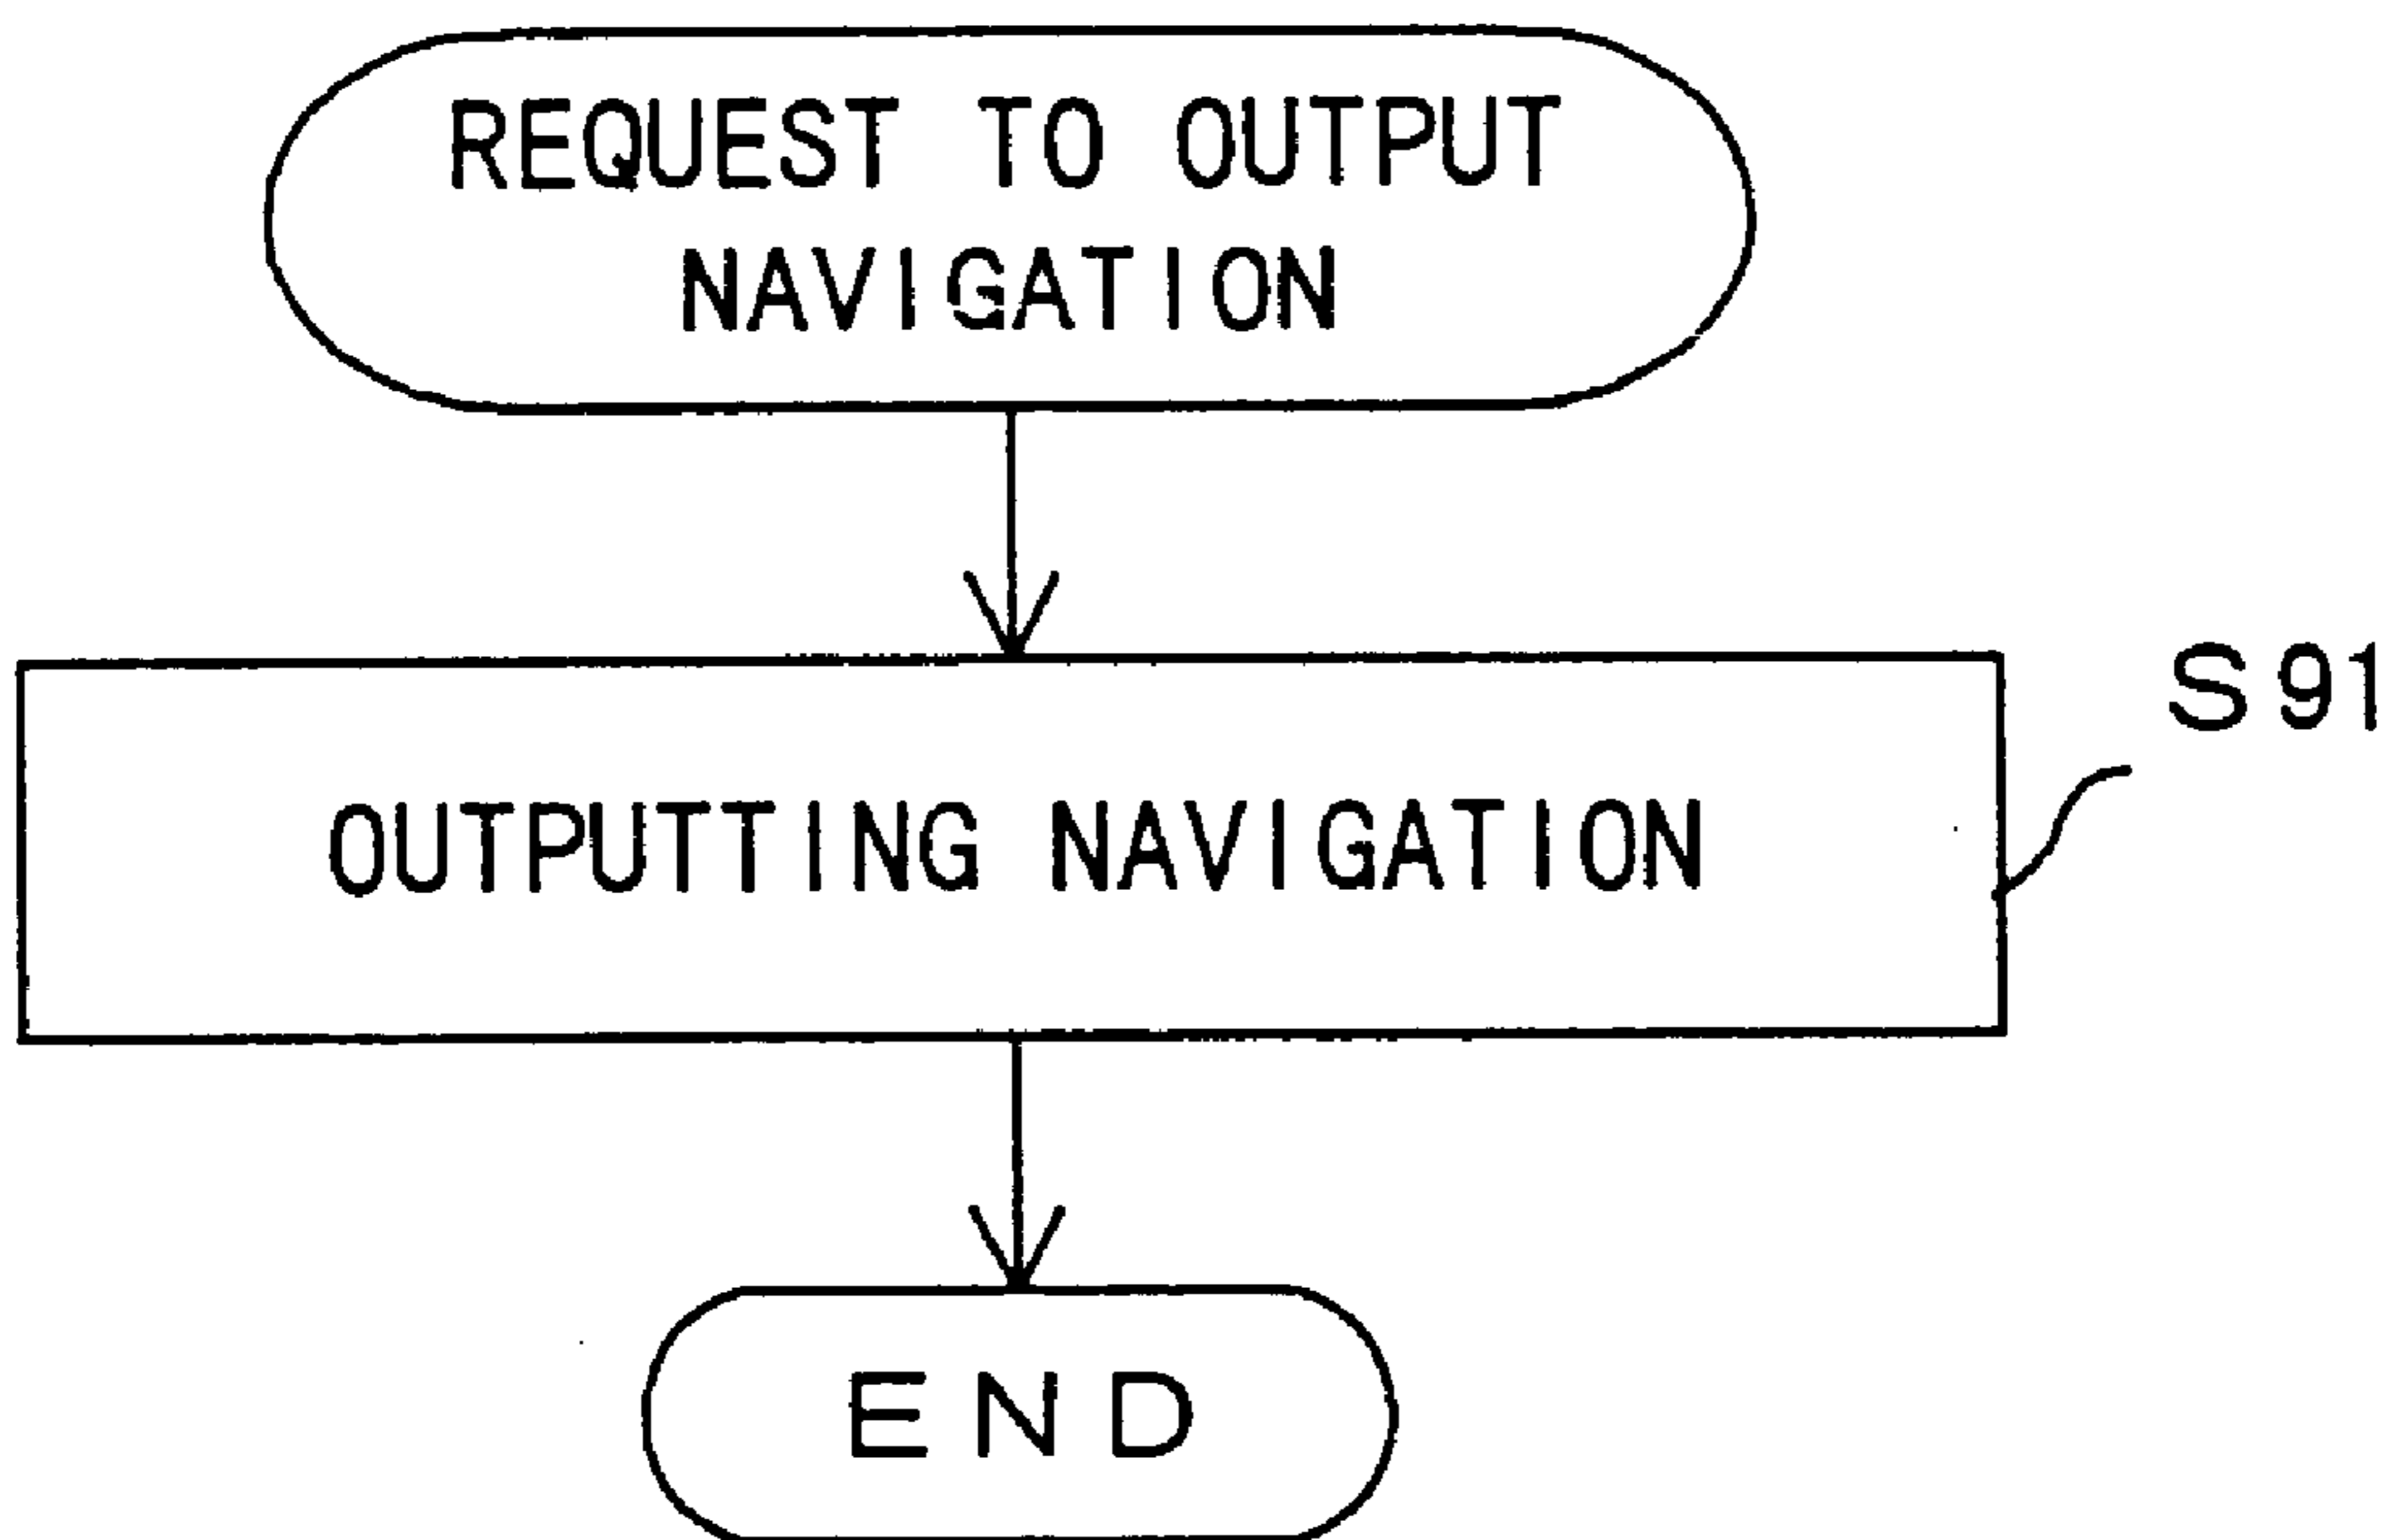 REQUEST TO OUTPUT
NAVIGATION
S91
OUTPUTTING NAVIGATION
END